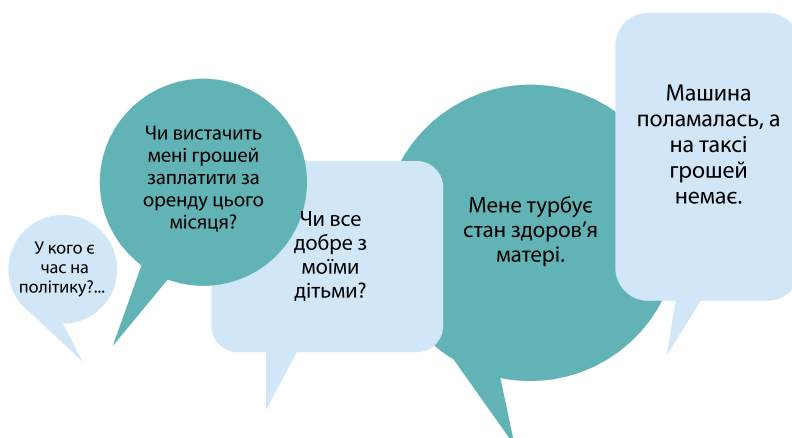 У кого є
час на
політику?...
Чи вистачить
мені грошей
заплатити за
оренду цього
місяця?
Чи все
добре з
моїми
дітьми?
Мене турбує
стан здоров’я
матері.
Машина
поламалась, а
на таксі
грошей
немає.